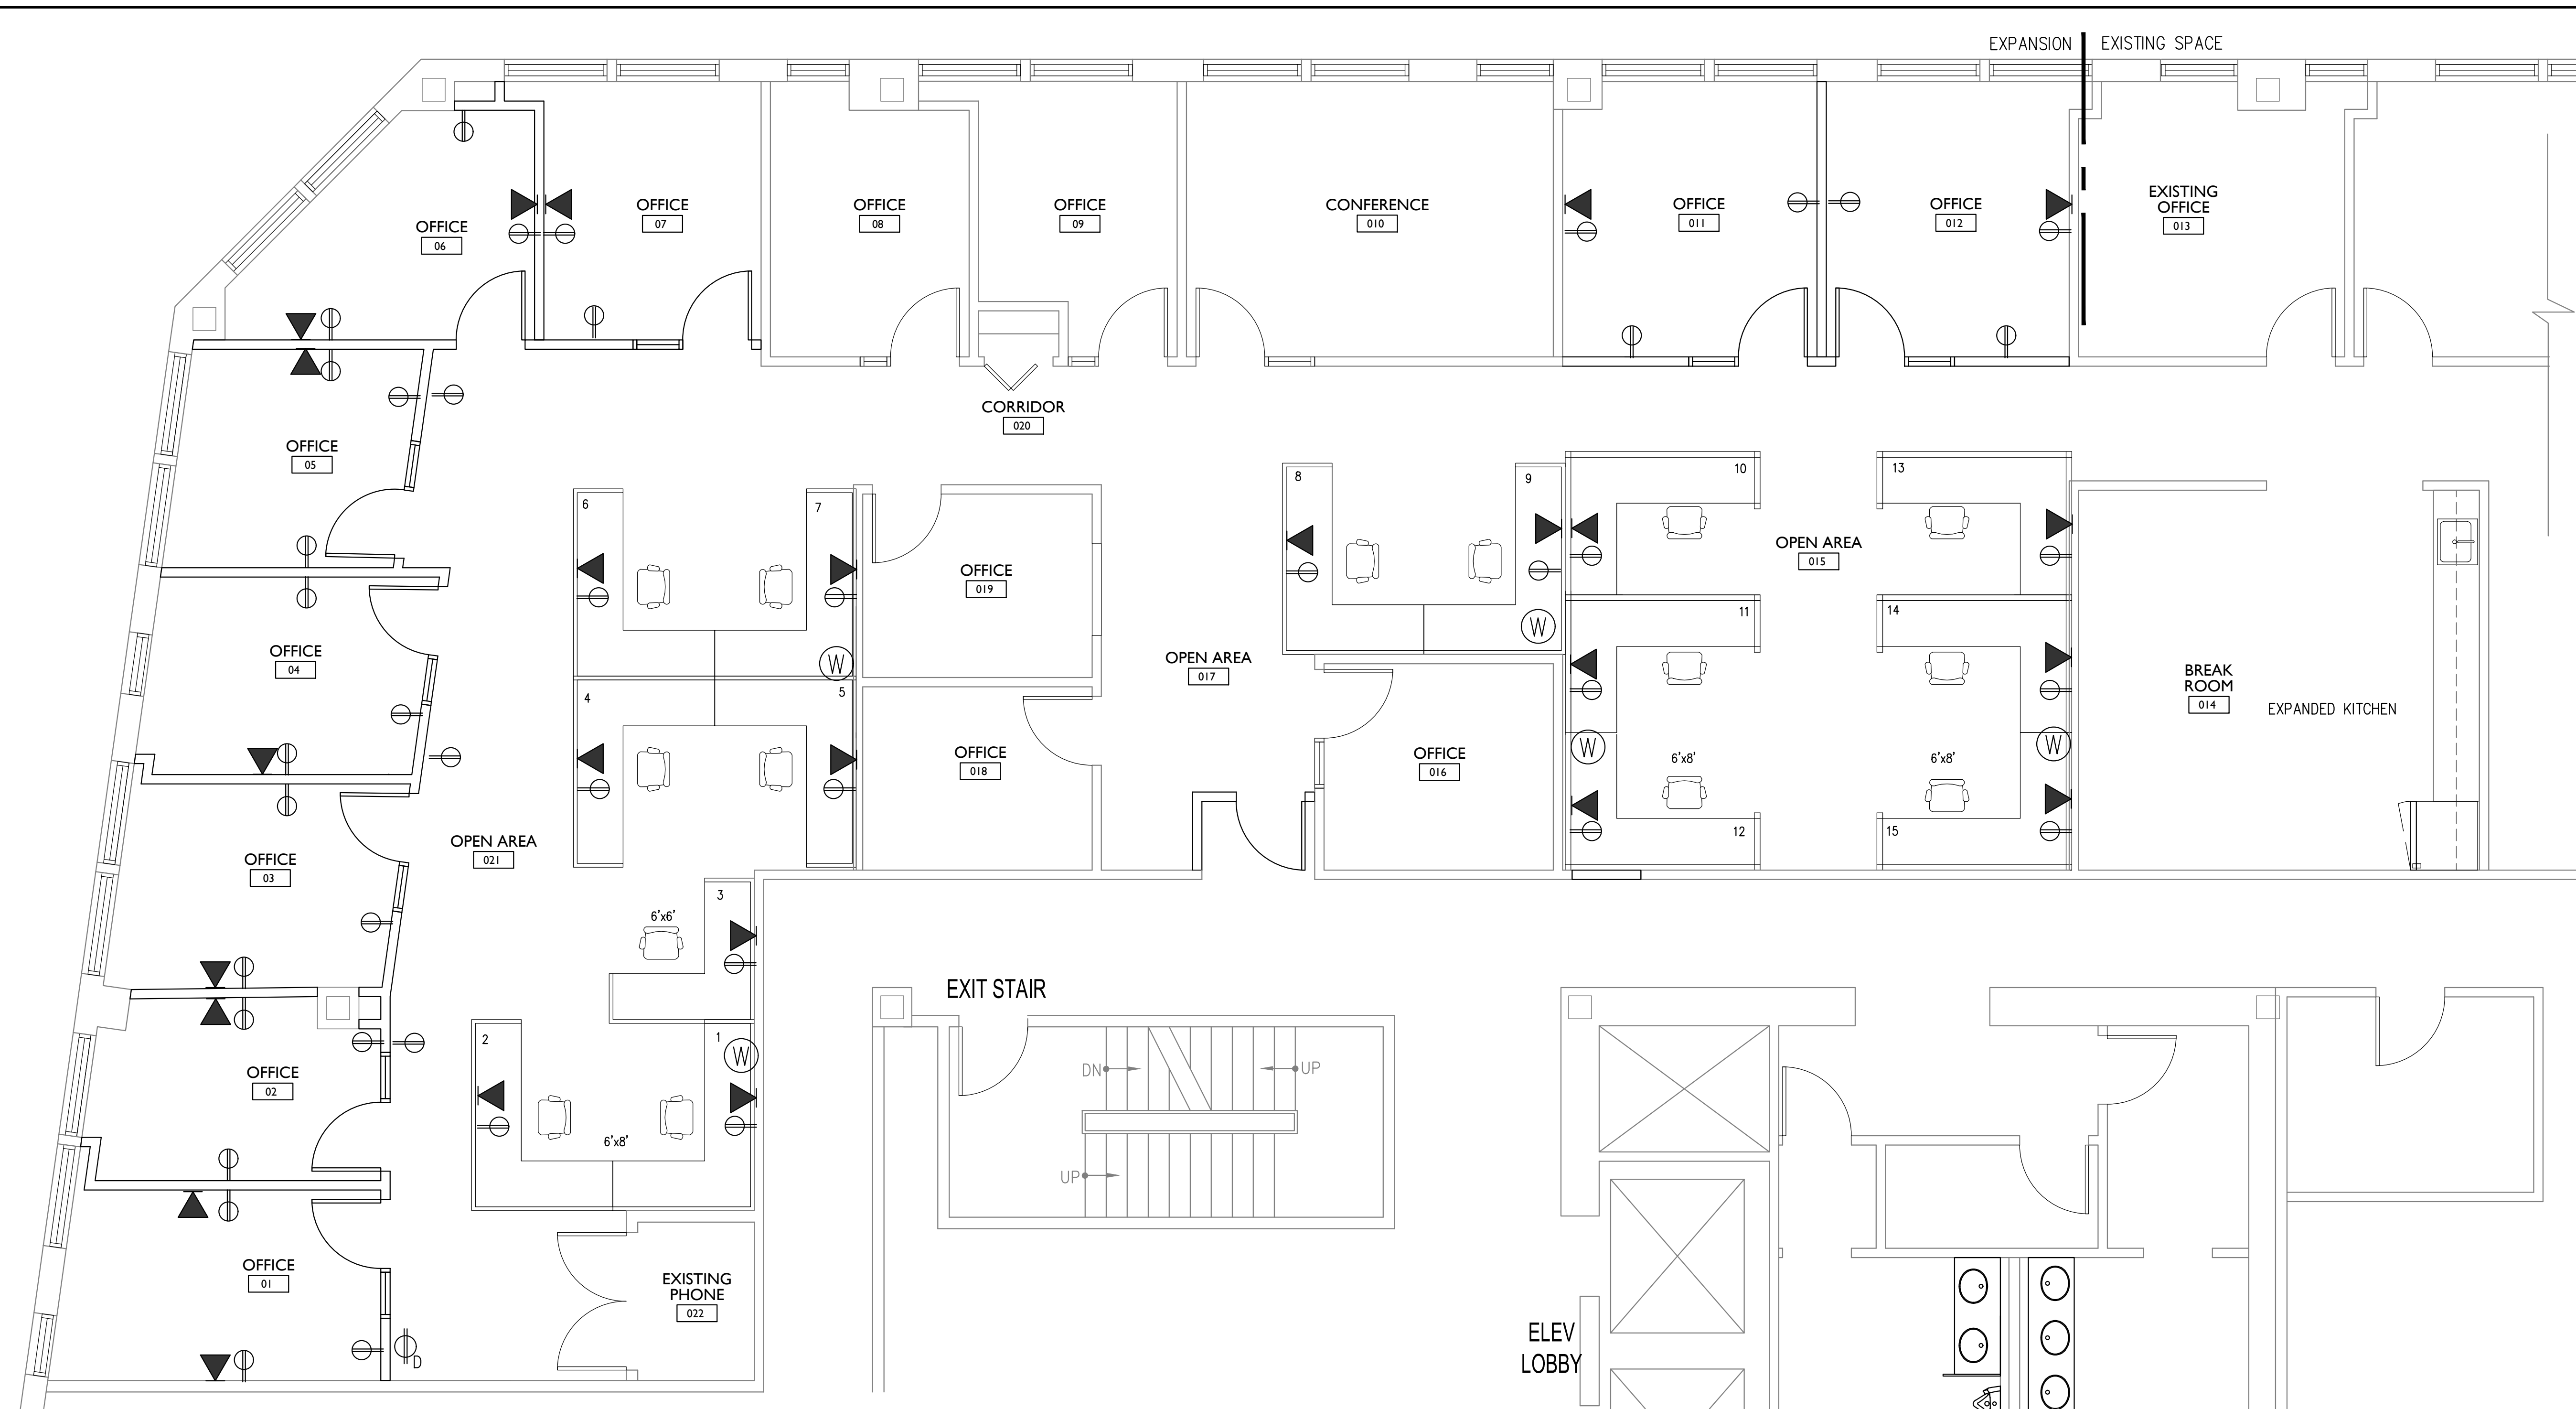 EXPANSION
EXISTING SPACE
OFFICE
06
OFFICE
07
OFFICE
08
OFFICE
09
CONFERENCE
010
OFFICE
011
OFFICE
012
EXISTING
OFFICE
013
CORRIDOR
020
OFFICE
05
OFFICE
04
OFFICE
03
OFFICE
02
OFFICE
01
D
OPEN AREA
021
6
7
W
4
5
3
6'x6'
2
1
W
6'x8'
EXISTING
PHONE
022
OFFICE
019
OFFICE
018
OPEN AREA
017
8
9
W
OFFICE
016
10
13
OPEN AREA
015
11
14
W
W
6'x8'
6'x8'
12
15
BREAK
ROOM
014
EXPANDED KITCHEN
EXIT STAIR
DN
UP
UP
ELEV
LOBBY